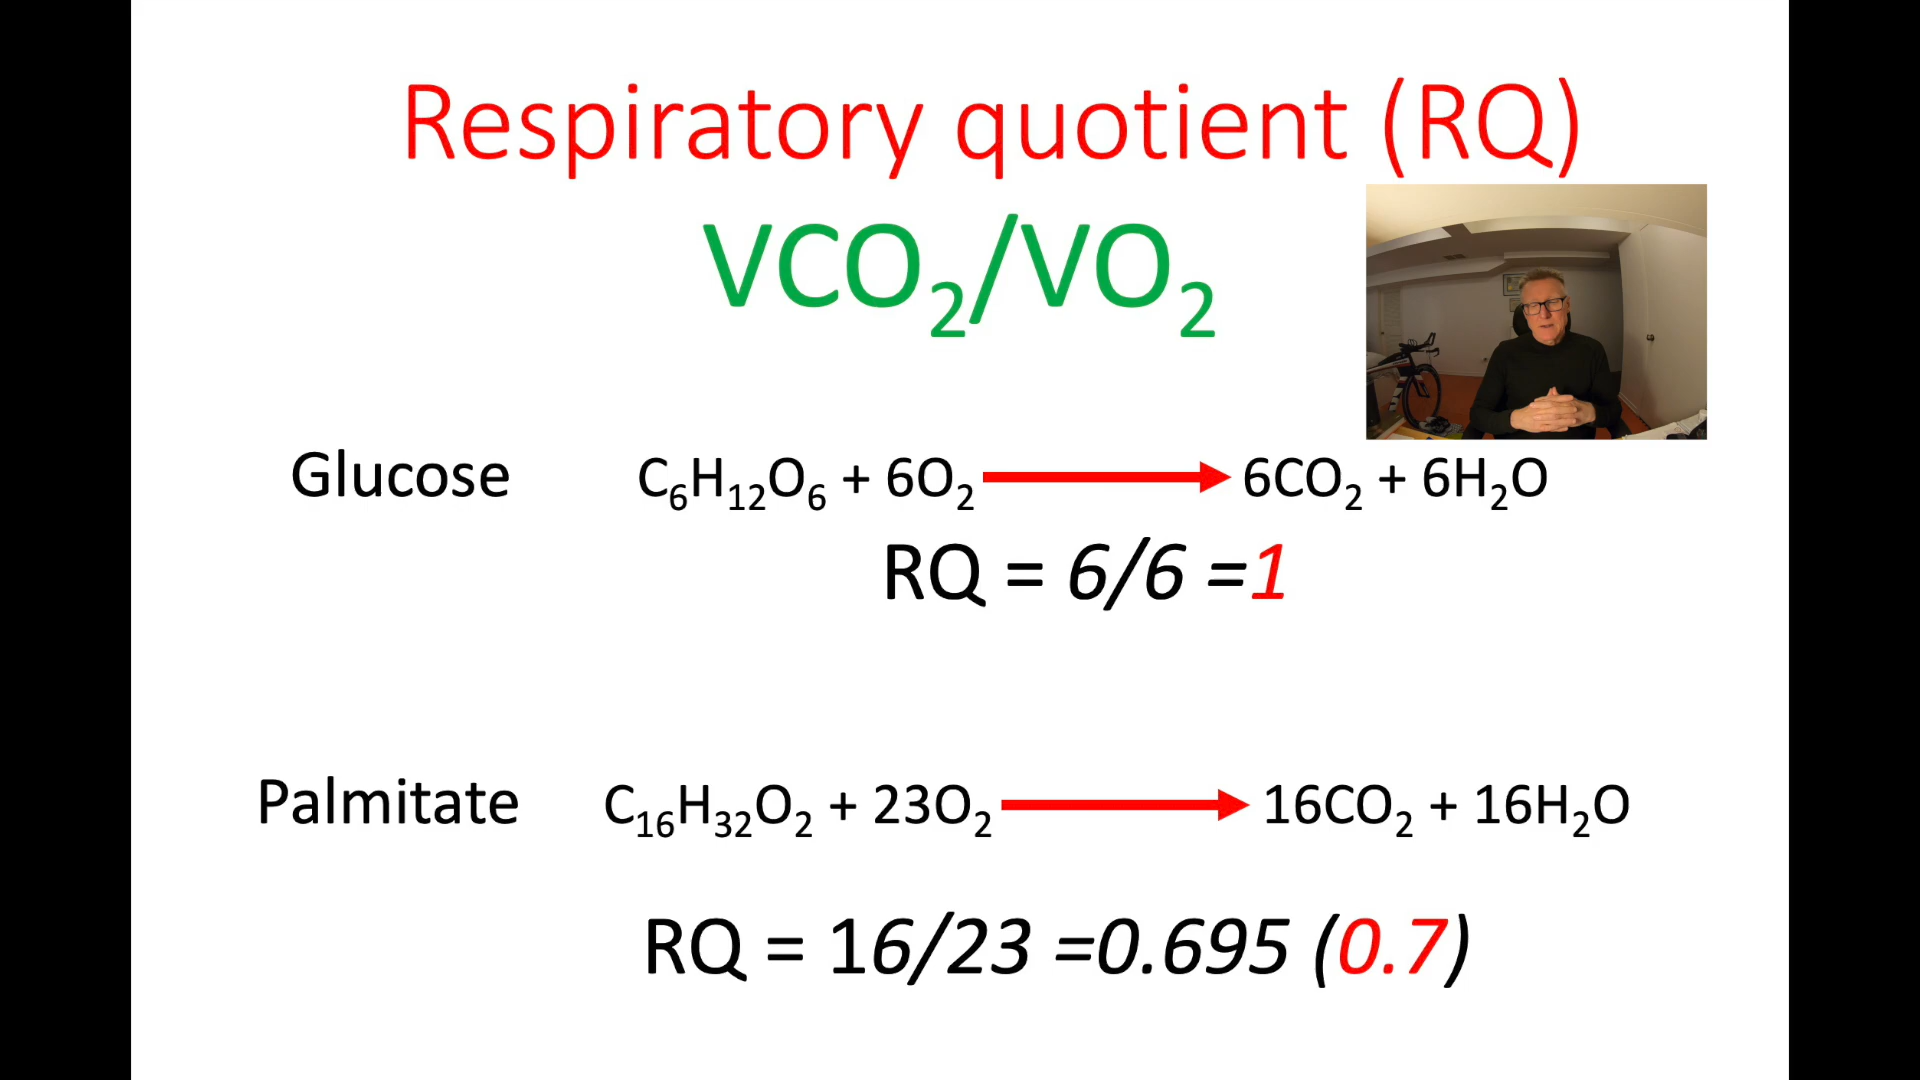 Respiratory quotient (RQ)
VCO₂/VO₂
Glucose C₆H₁₂O₆ + 6O₂ → 6CO₂ + 6H₂O
RQ = 6/6 =1
Palmitate C₁₆H₃₂O₂ + 23O₂ → 16CO₂ + 16H₂O
RQ = 16/23 =0.695 (0.7)